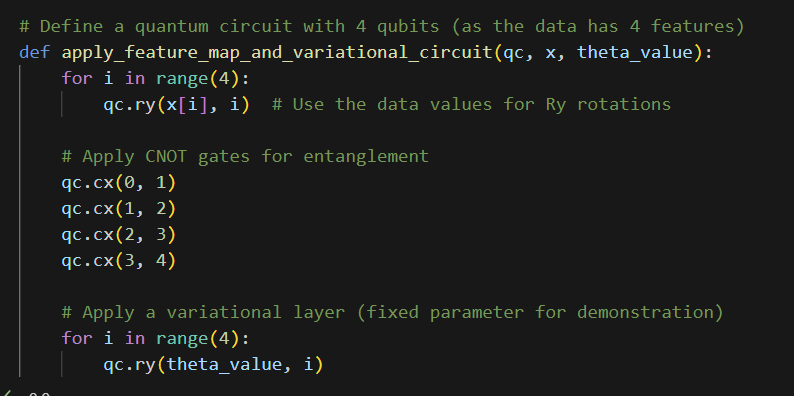 # Define a quantum circuit with 4 qubits (as the data has 4 features)
def apply_feature_map_and_variational_circuit(qc, x, theta_value):
    for i in range(4):
        qc.ry(x[i], i)  # Use the data values for Ry rotations

    # Apply CNOT gates for entanglement
    qc.cx(0, 1)
    qc.cx(1, 2)
    qc.cx(2, 3)
    qc.cx(3, 4)

    # Apply a variational layer (fixed parameter for demonstration)
    for i in range(4):
        qc.ry(theta_value, i)